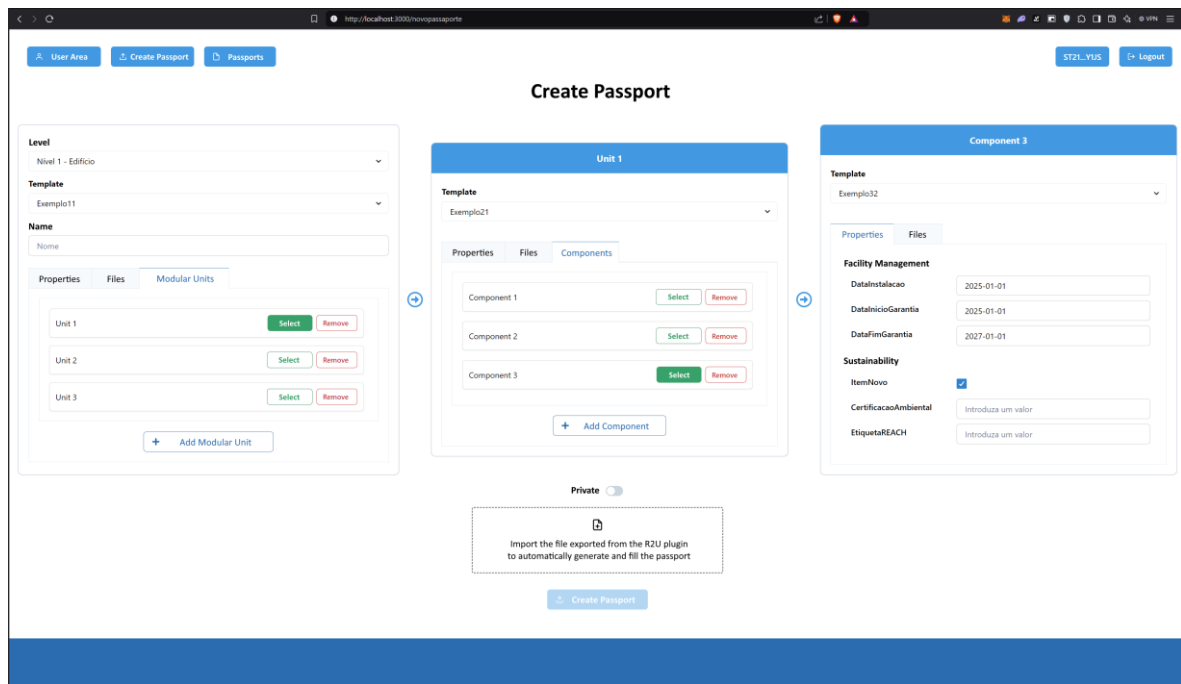 http://localhost:3000/novopassaporte
VPN
User Area
Create Passport
Passports
ST21...Y1JS
Logout
Create Passport
Level
Nível 1 - Edifício
Template
Exemplo11
Name
Nome
Properties Files Modular Units
Unit 1 Select Remove
Unit 2 Select Remove
Unit 3 Select Remove
+ Add Modular Unit
Unit 1
Template
Exemplo21
Properties Files Components
Component 1 Select Remove
Component 2 Select Remove
Component 3 Select Remove
+ Add Component
Component 3
Template
Exemplo32
Properties Files
Facility Management
DataInstalacao 2025-01-01
DataInicioGarantia 2025-01-01
DataFimGarantia 2027-01-01
Sustainability
ItemNovo
CertificacaoAmbiental Introduza um valor
EtiquetaREACH Introduza um valor
Private
Import the file exported from the R2U plugin
to automatically generate and fill the passport
Create Passport